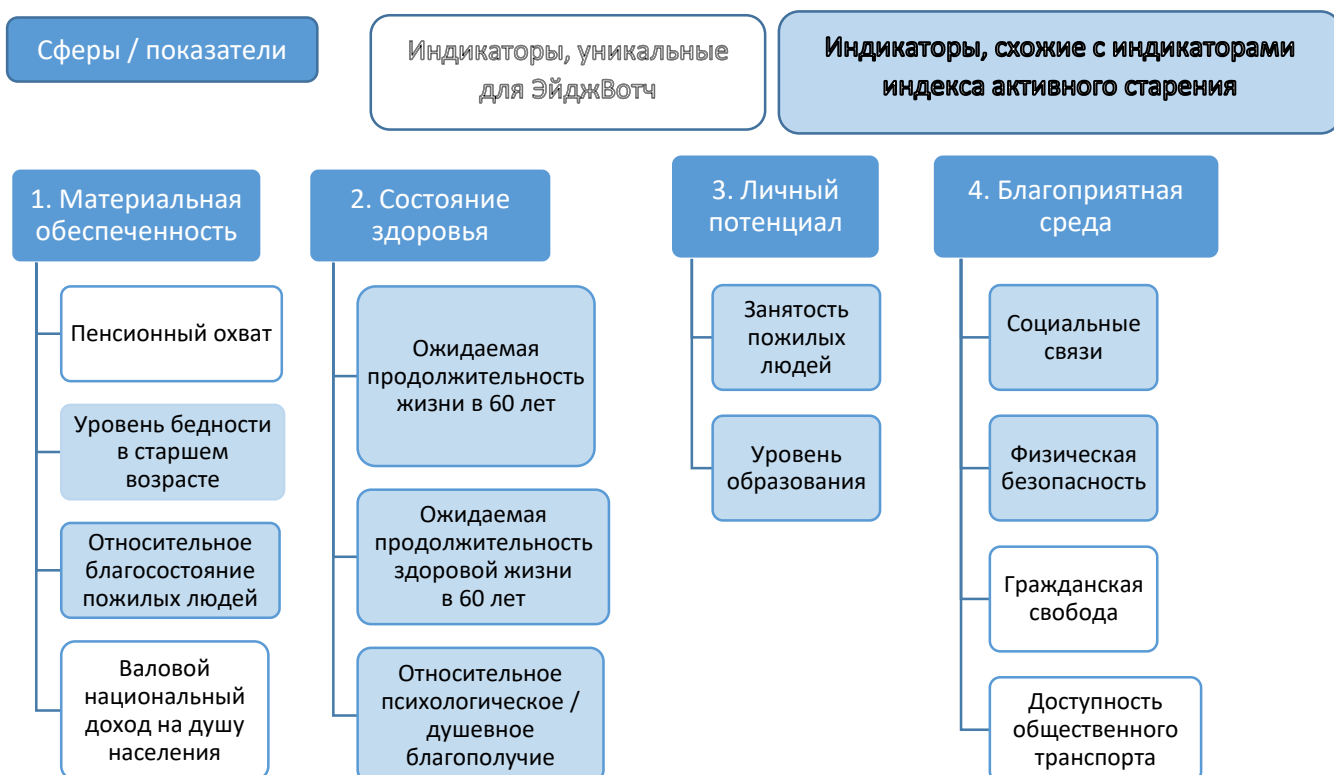 Сферы / показатели
Индикаторы, уникальные
для ЭйджВотч
Индикаторы, схожие с индикаторами
индекса активного старения
1. Материальная
обеспеченность
Пенсионный охват
Уровень бедности
в старшем
возрасте
Относительное
благосостояние
пожилых людей
Валовой
национальный
доход на душу
населения
2. Состояние
здоровья
Ожидаемая
продолжительность
жизни в 60 лет
Ожидаемая
продолжительность
здоровой жизни
в 60 лет
Относительное
психологическое /
душевное
благополучие
3. Личный
потенциал
Занятость
пожилых
людей
Уровень
образования
4. Благоприятная
среда
Социальные
связи
Физическая
безопасность
Гражданская
свобода
Доступность
общественного
транспорта